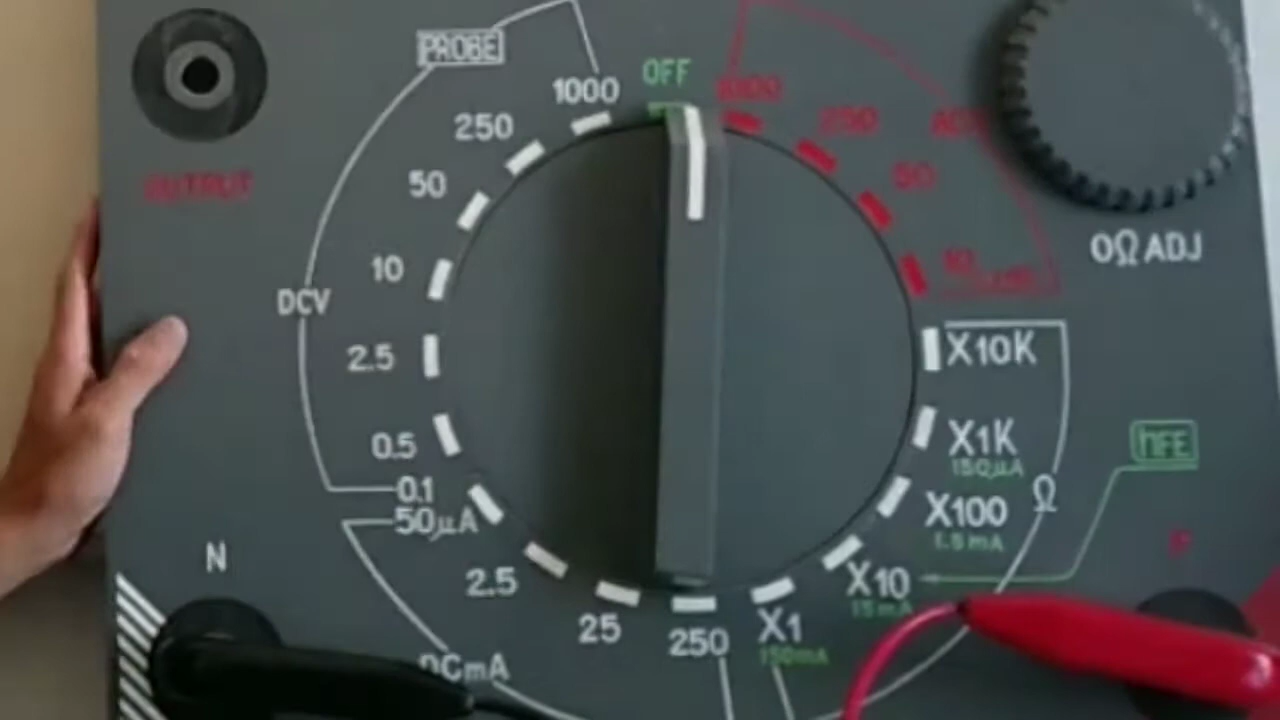 PROBE
OFF
1000
1000
250
250
OUTPUT
50
50
0Ω ADJ
10
DCV
2.5
X10K
0.5
X1K
hFE
150µA
0.1
50µA
X100
Ω
1.5mA
N
P
2.5
X10
15mA
25
250
X1
150mA
DCmA